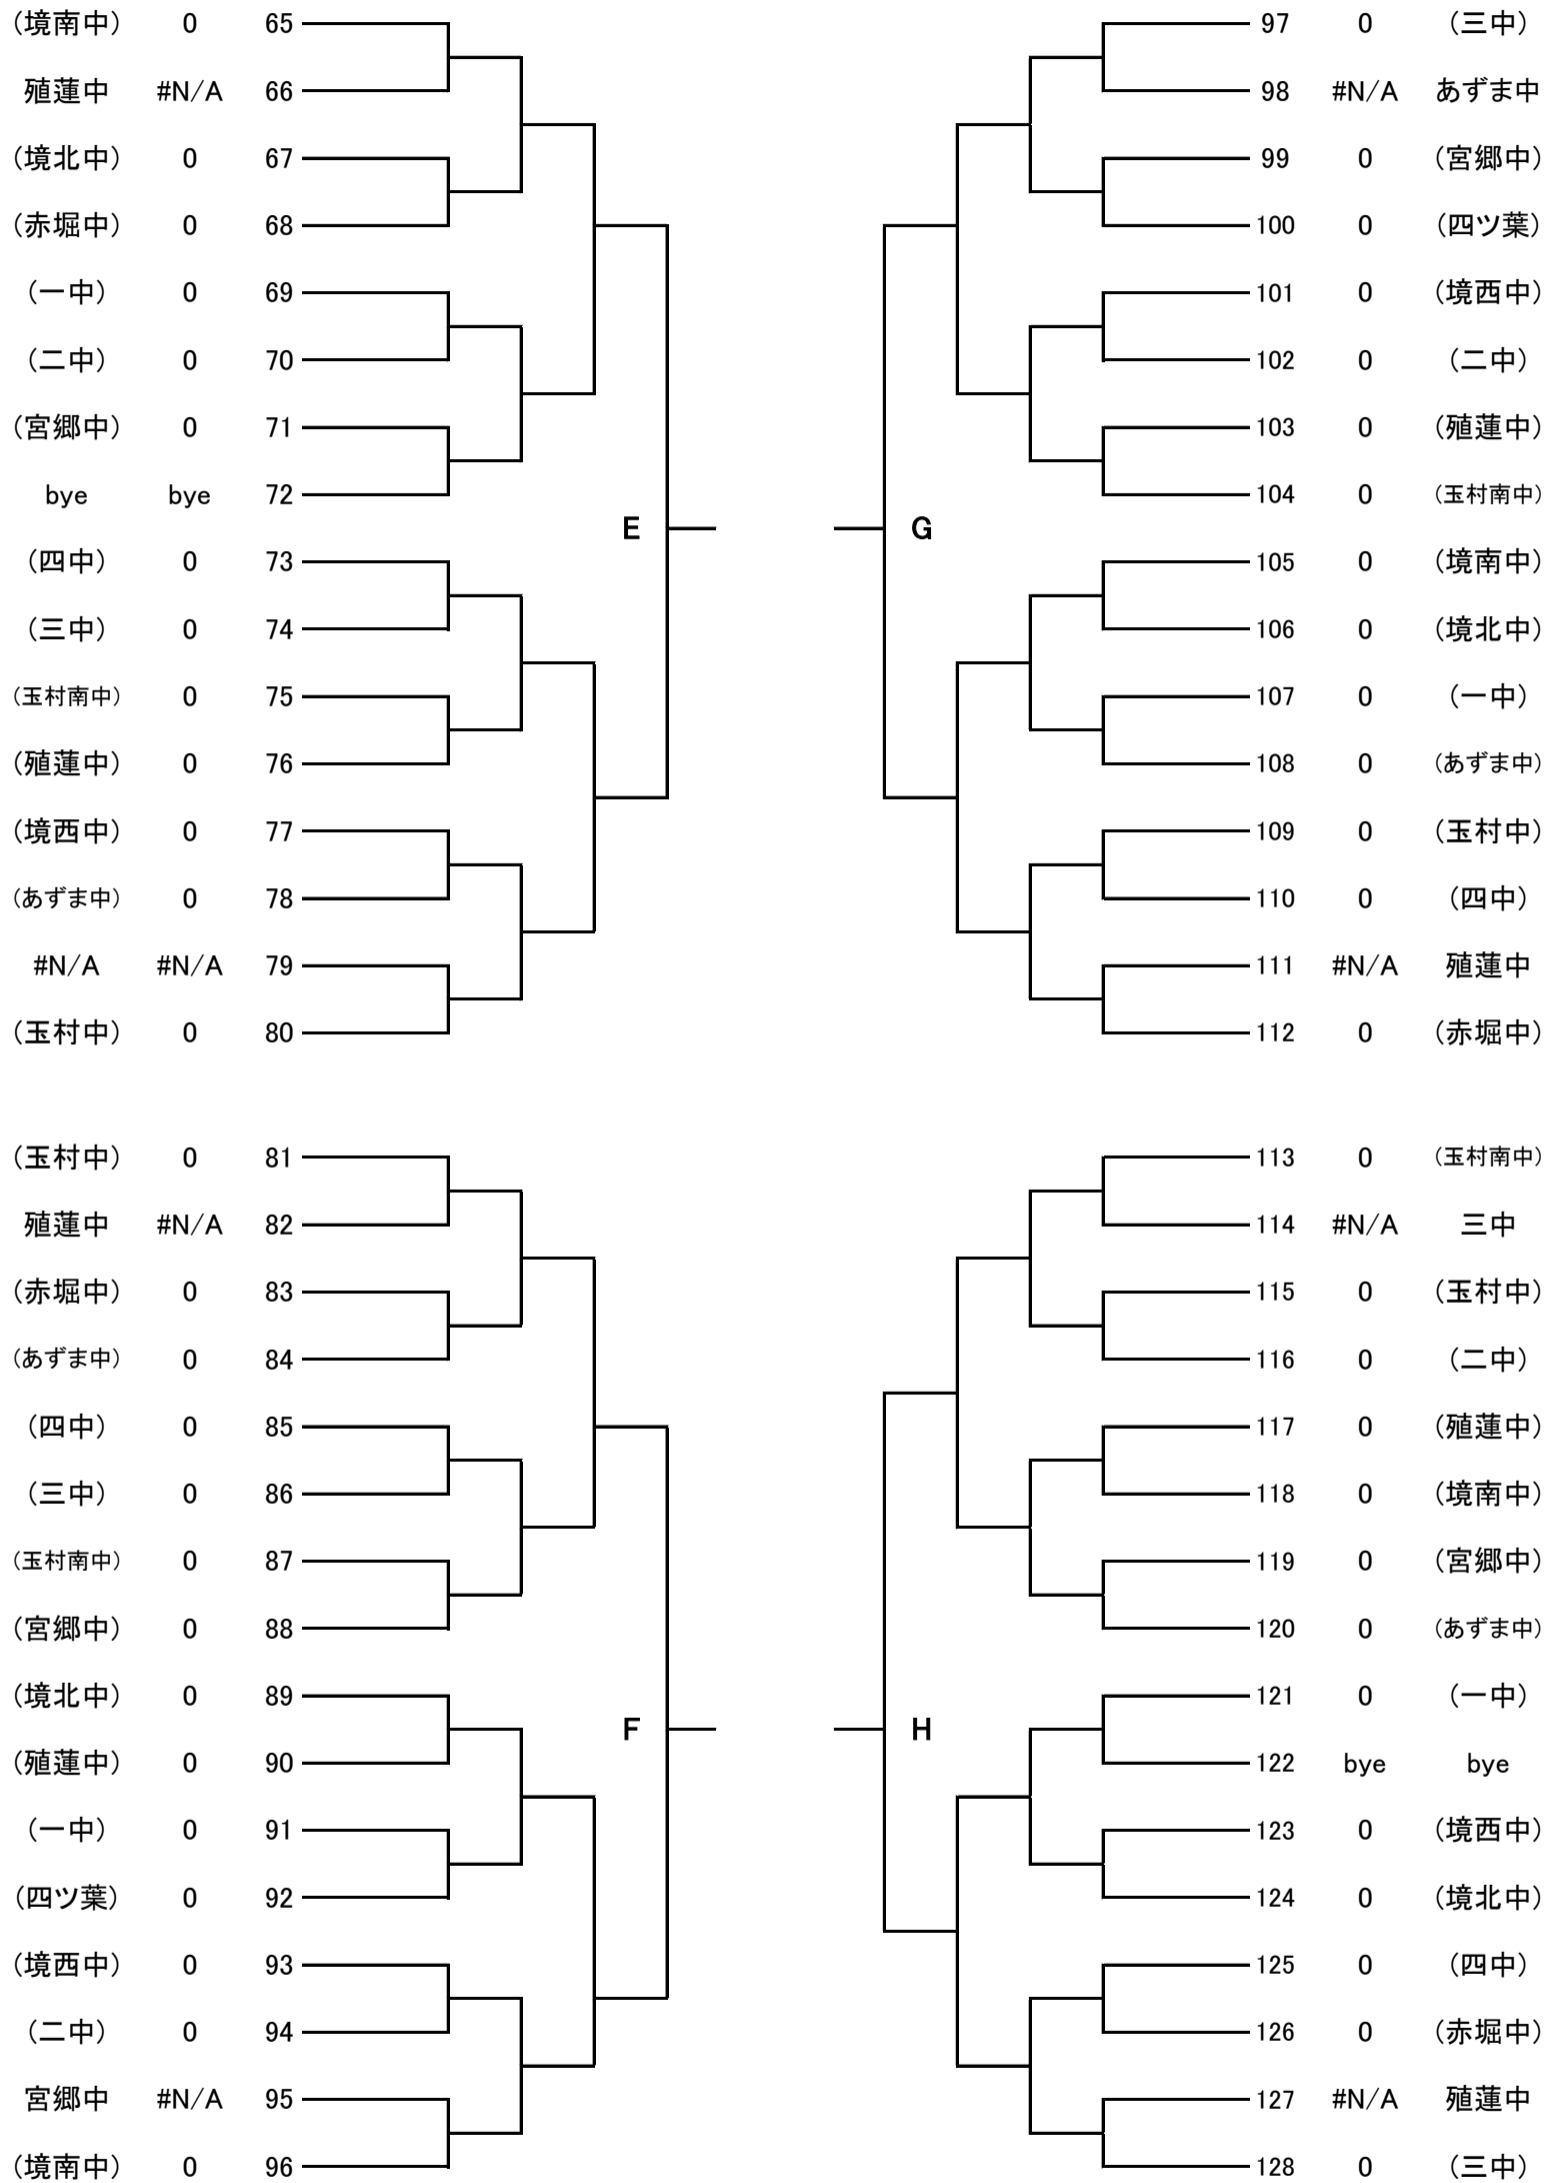 (境南中) 0 65
殖蓮中 #N/A 66
(境北中) 0 67
(赤堀中) 0 68
(一中) 0 69
(二中) 0 70
(宮郷中) 0 71
bye bye 72
(四中) 0 73
(三中) 0 74
(玉村南中) 0 75
(殖蓮中) 0 76
(境西中) 0 77
(あずま中) 0 78
#N/A #N/A 79
(玉村中) 0 80
E
97 0 (三中)
98 #N/A あずま中
99 0 (宮郷中)
100 0 (四ツ葉)
101 0 (境西中)
102 0 (二中)
103 0 (殖蓮中)
104 0 (玉村南中)
105 0 (境南中)
106 0 (境北中)
107 0 (一中)
108 0 (あずま中)
109 0 (玉村中)
110 0 (四中)
111 #N/A 殖蓮中
112 0 (赤堀中)
G
(玉村中) 0 81
殖蓮中 #N/A 82
(赤堀中) 0 83
(あずま中) 0 84
(四中) 0 85
(三中) 0 86
(玉村南中) 0 87
(宮郷中) 0 88
(境北中) 0 89
(殖蓮中) 0 90
(一中) 0 91
(四ツ葉) 0 92
(境西中) 0 93
(二中) 0 94
宮郷中 #N/A 95
(境南中) 0 96
F
113 0 (玉村南中)
114 #N/A 三中
115 0 (玉村中)
116 0 (二中)
117 0 (殖蓮中)
118 0 (境南中)
119 0 (宮郷中)
120 0 (あずま中)
121 0 (一中)
122 bye bye
123 0 (境西中)
124 0 (境北中)
125 0 (四中)
126 0 (赤堀中)
127 #N/A 殖蓮中
128 0 (三中)
H